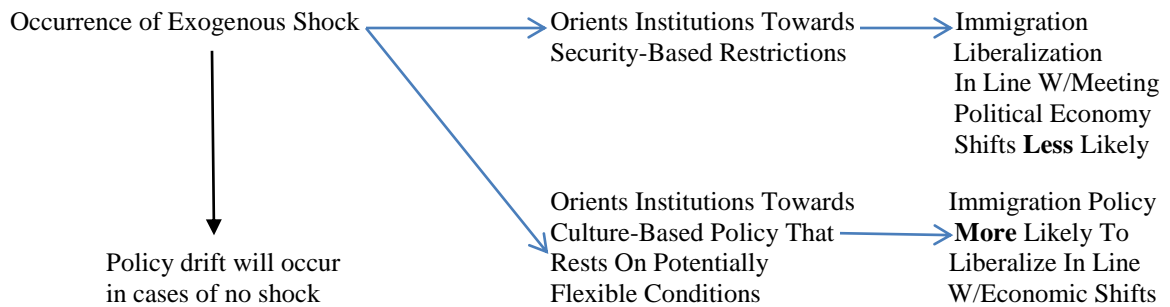 Occurrence of Exogenous Shock
Orients Institutions Towards
Security-Based Restrictions
Immigration
Liberalization
In Line W/Meeting
Political Economy
Shifts Less Likely
Orients Institutions Towards
Culture-Based Policy That
Rests On Potentially
Flexible Conditions
Immigration Policy
More Likely To
Liberalize In Line
W/Economic Shifts
Policy drift will occur
in cases of no shock